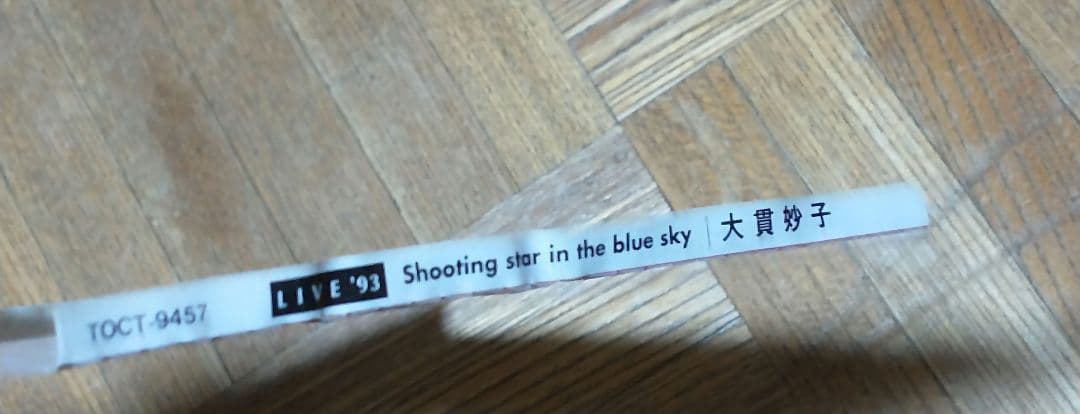 TOCT-9457 LIVE '93 Shooting star in the blue sky 大貫妙子